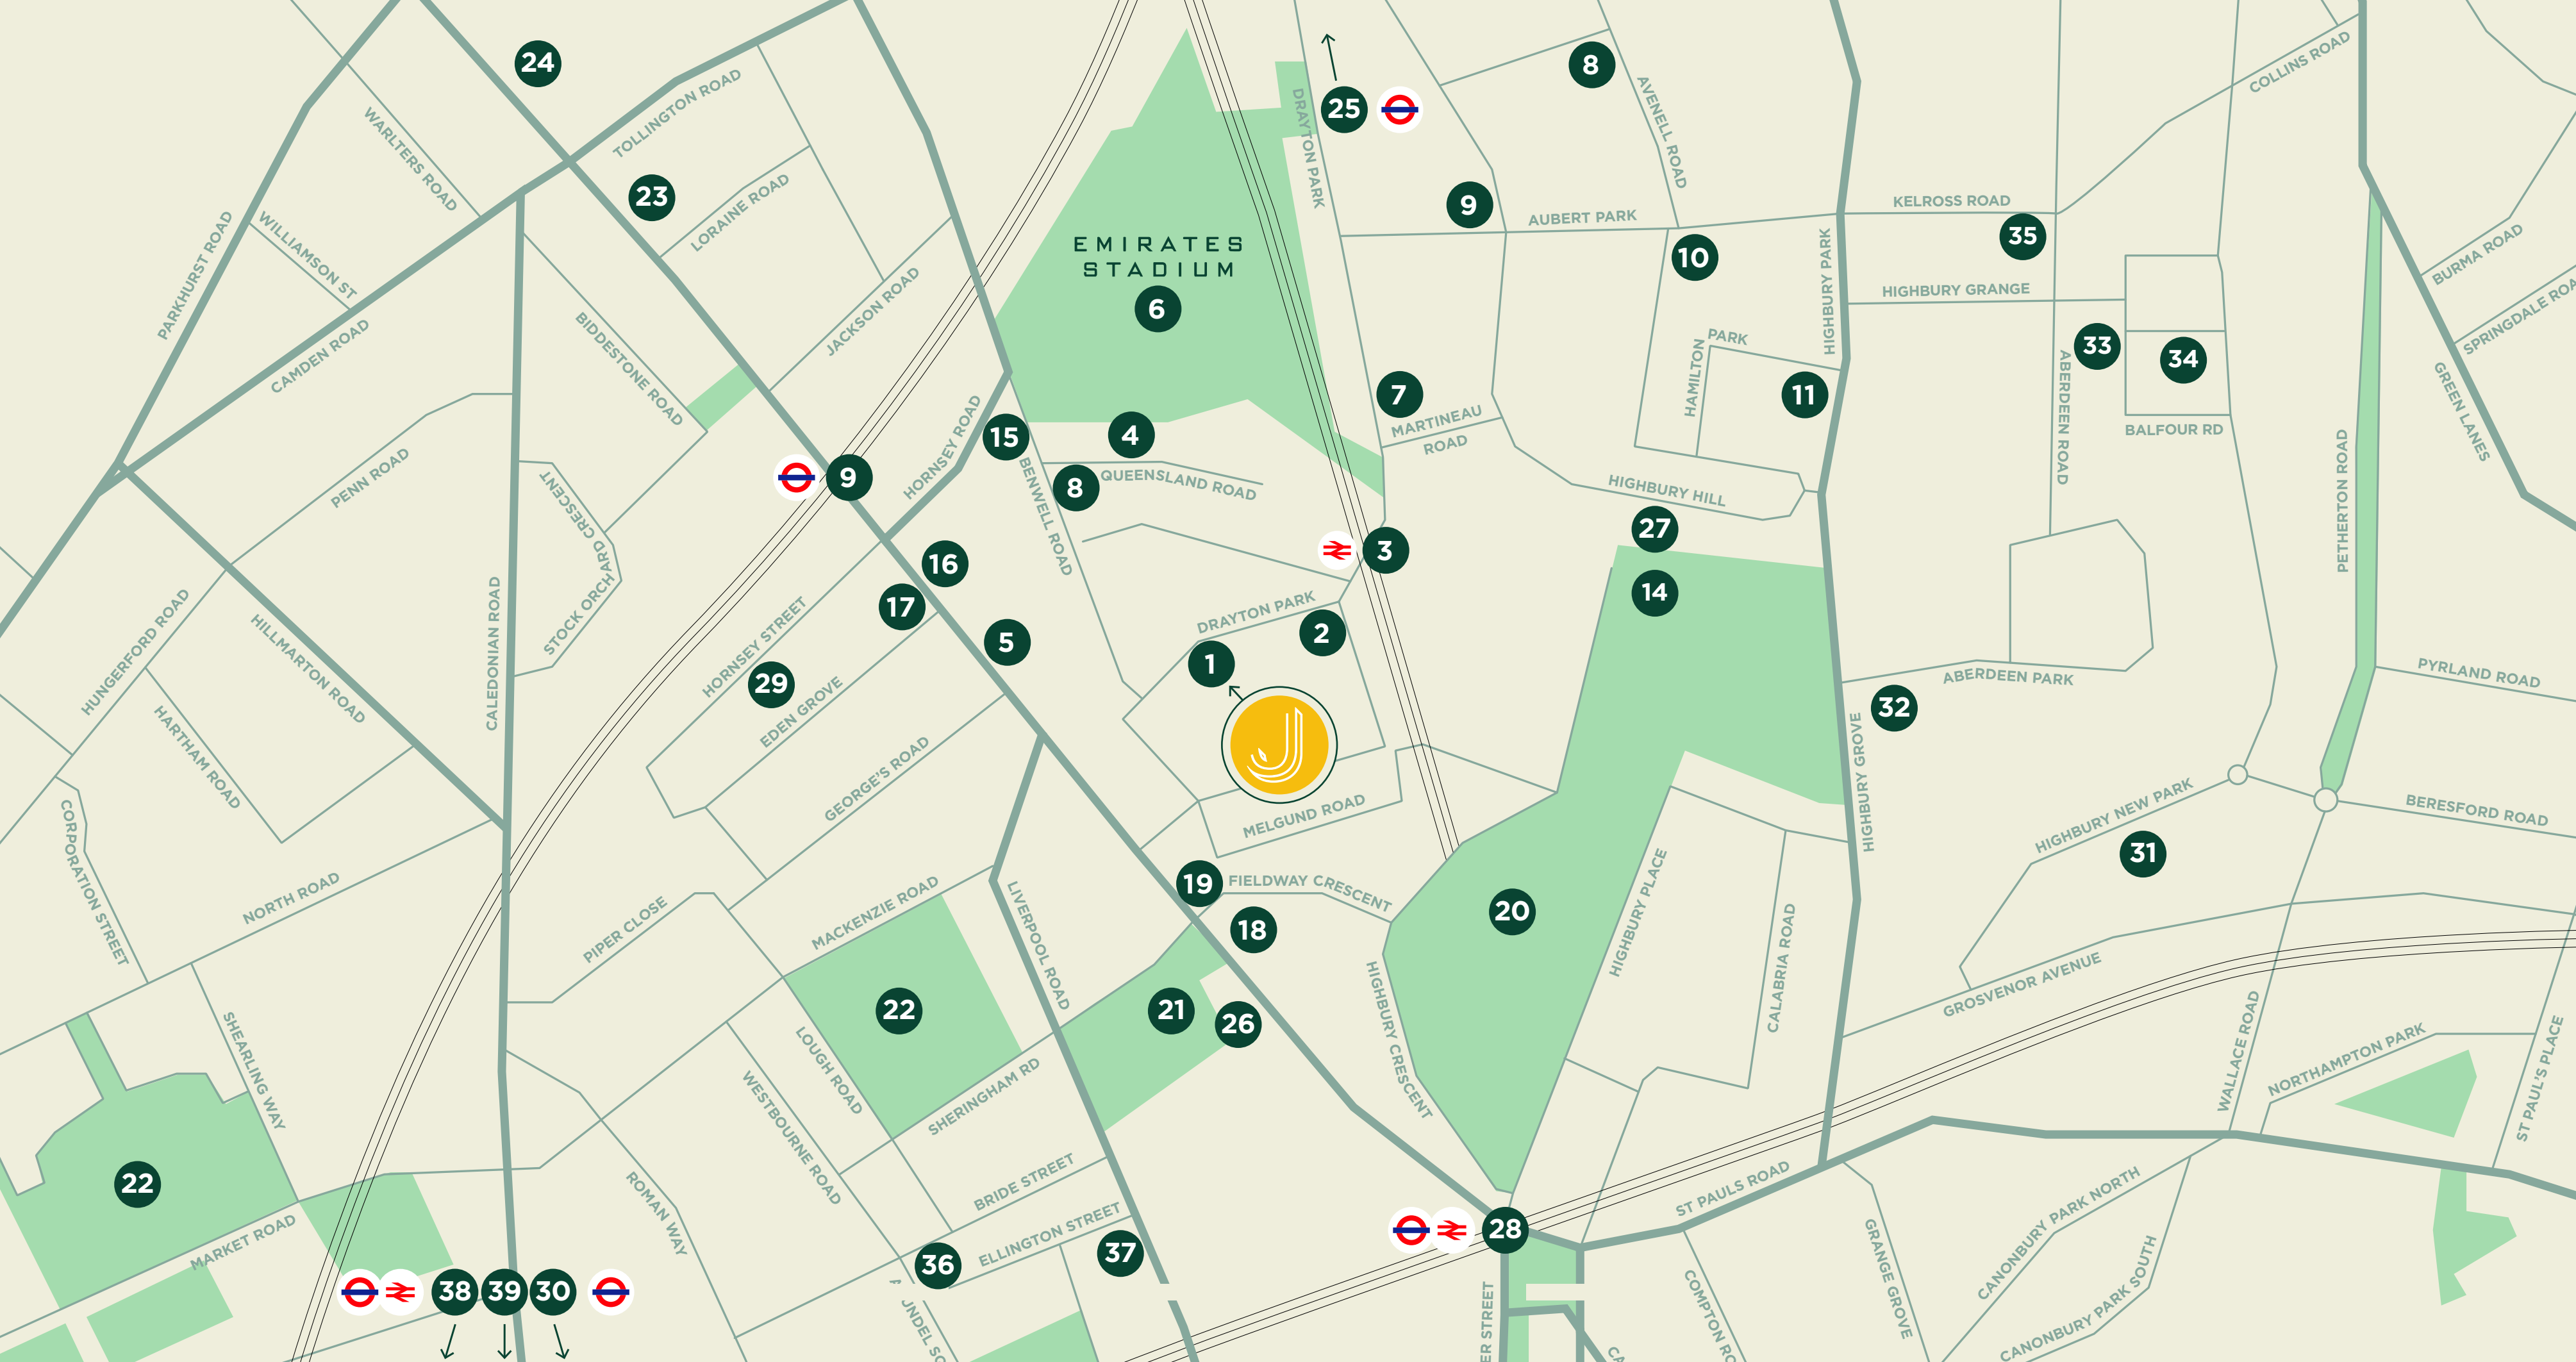 24
8
COLLINS ROAD
TOLLINGTON ROAD
25
DRAYTON PARK
AVENELL ROAD
WARLTERS ROAD
23
LORAINE ROAD
9
AUBERT PARK
KELROSS ROAD
35
PARKHURST ROAD
WILLIAMSON ST
EMIRATES
STADIUM
6
10
HIGHBURY PARK
HIGHBURY GRANGE
BURMA ROAD
SPRINGDALE ROA
CAMDEN ROAD
BIDDESTONE ROAD
JACKSON ROAD
7
MARTINEAU
ROAD
HAMILTON
PARK
11
33
34
ABERDEEN ROAD
BALFOUR RD
GREEN LANES
PETHERTON ROAD
PENN ROAD
STOCK ORCHARD CRESCENT
9
HORNSEY ROAD
15
4
8
QUEENSLAND ROAD
BENWELL ROAD
HIGHBURY HILL
27
14
3
16
17
5
HORNSEY STREET
29
EDEN GROVE
GEORGE'S ROAD
DRAYTON PARK
1
2
MELGUND ROAD
ABERDEEN PARK
32
PYRLAND ROAD
HIGHBURY GROVE
HUNGERFORD ROAD
HILLMARTON ROAD
CALEDONIAN ROAD
HARTHAM ROAD
CORPORATION STREET
NORTH ROAD
HIGHBURY NEW PARK
31
BERESFORD ROAD
PIPER CLOSE
MACKENZIE ROAD
LIVERPOOL ROAD
19
FIELDWAY CRESCENT
18
20
HIGHBURY PLACE
CALABRIA ROAD
GROSVENOR AVENUE
22
21
26
HIGHBURY CRESCENT
SHEARLING WAY
LOUGH ROAD
SHERINGHAM RD
WESTBOURNE ROAD
WALLACE ROAD
NORTHAMPTON PARK
ST PAUL'S PLACE
22
MARKET ROAD
ROMAN WAY
BRIDE STREET
ELLINGTON STREET
36
37
28
ST PAULS ROAD
GRANGE GROVE
CANONBURY PARK NORTH
CANONBURY PARK SOUTH
COMPTON RO
38
39
30
NDEL SQ
ER STREET
CA